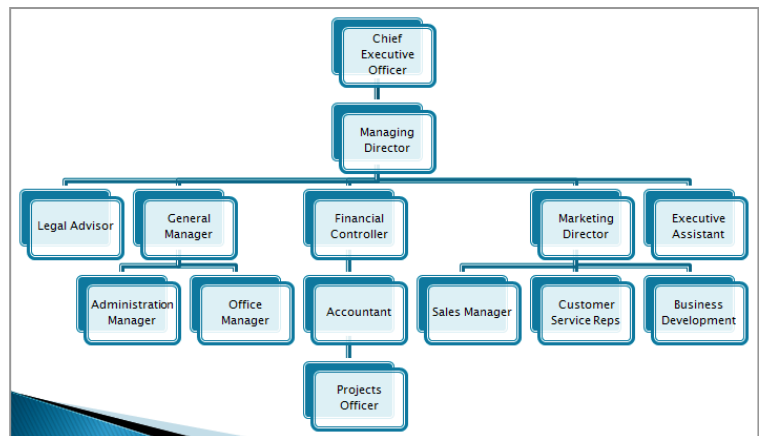 Chief
Executive
Officer
Managing
Director
Legal Advisor
General
Manager
Financial
Controller
Marketing
Director
Executive
Assistant
Administration
Manager
Office
Manager
Accountant
Sales Manager
Customer
Service Reps
Business
Development
Projects
Officer